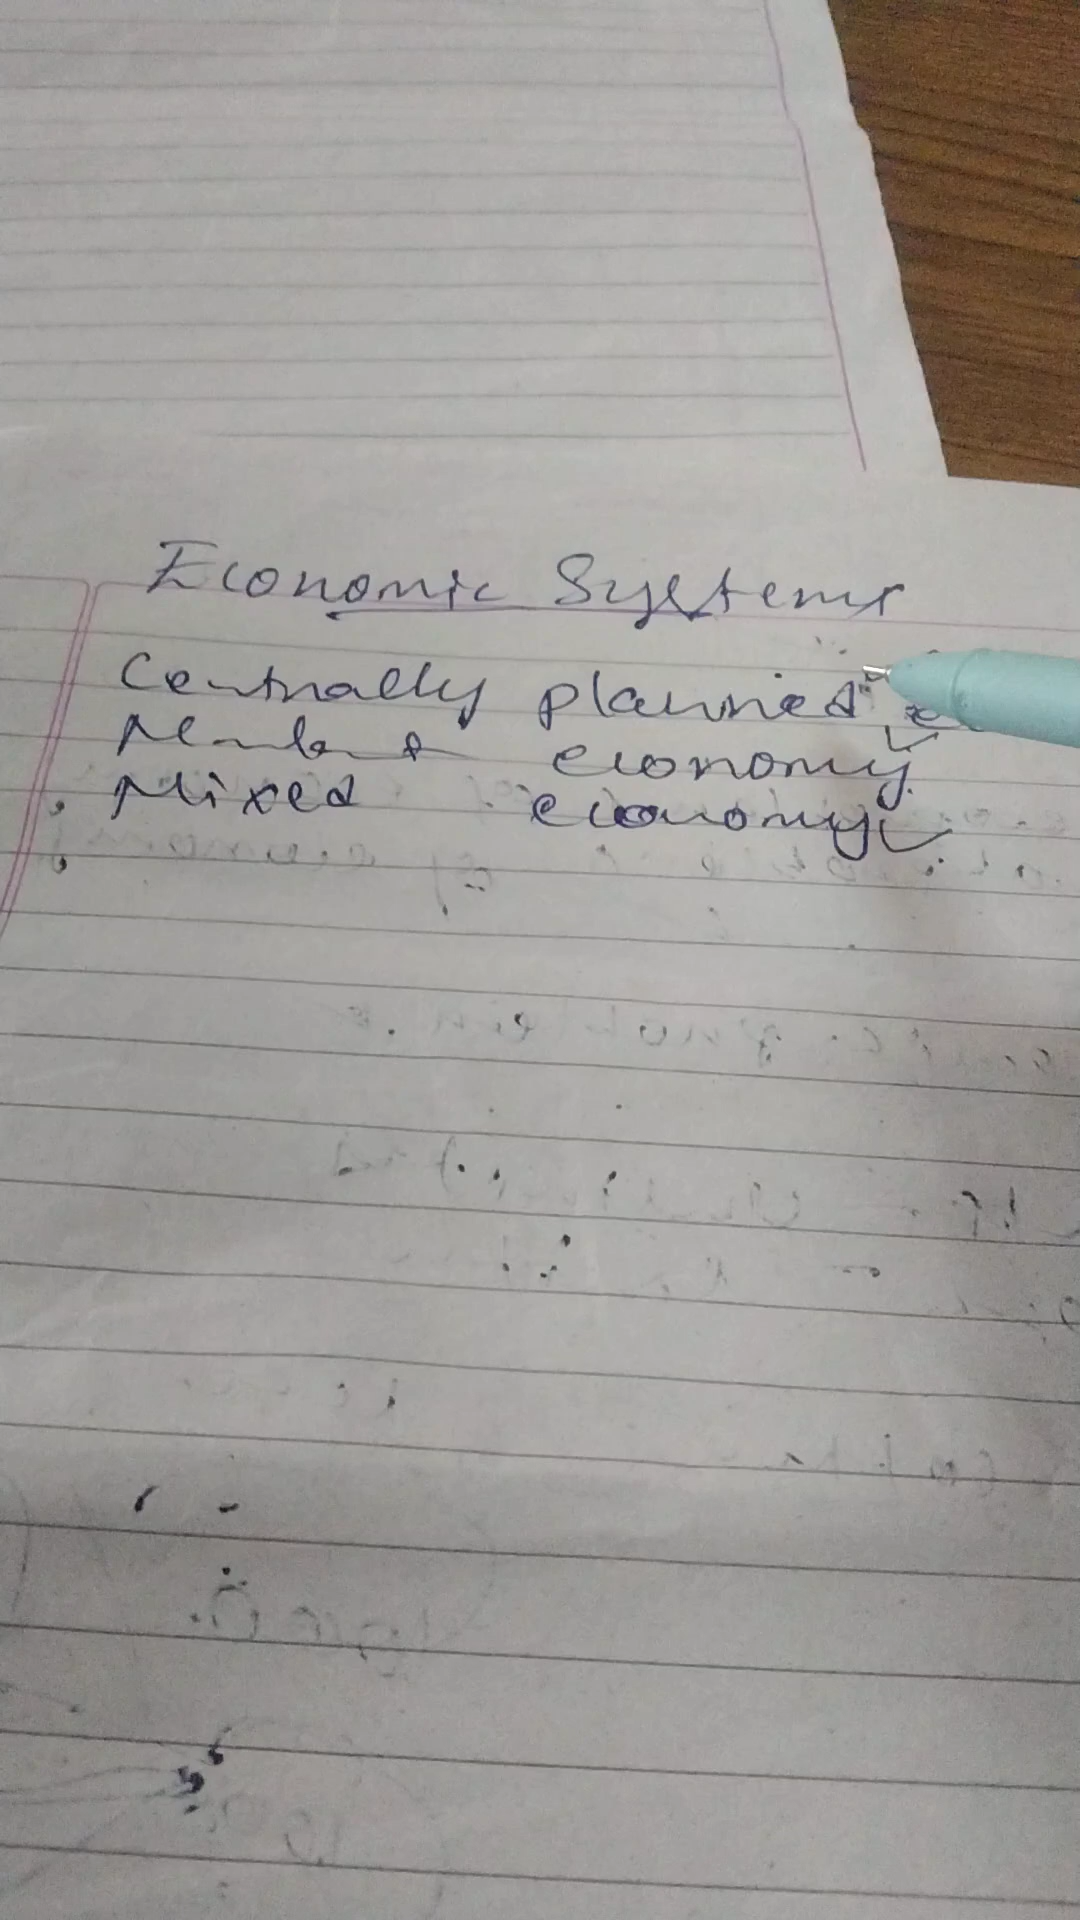 Economic Systems
Centrally planned
Market economy
Mixed economy